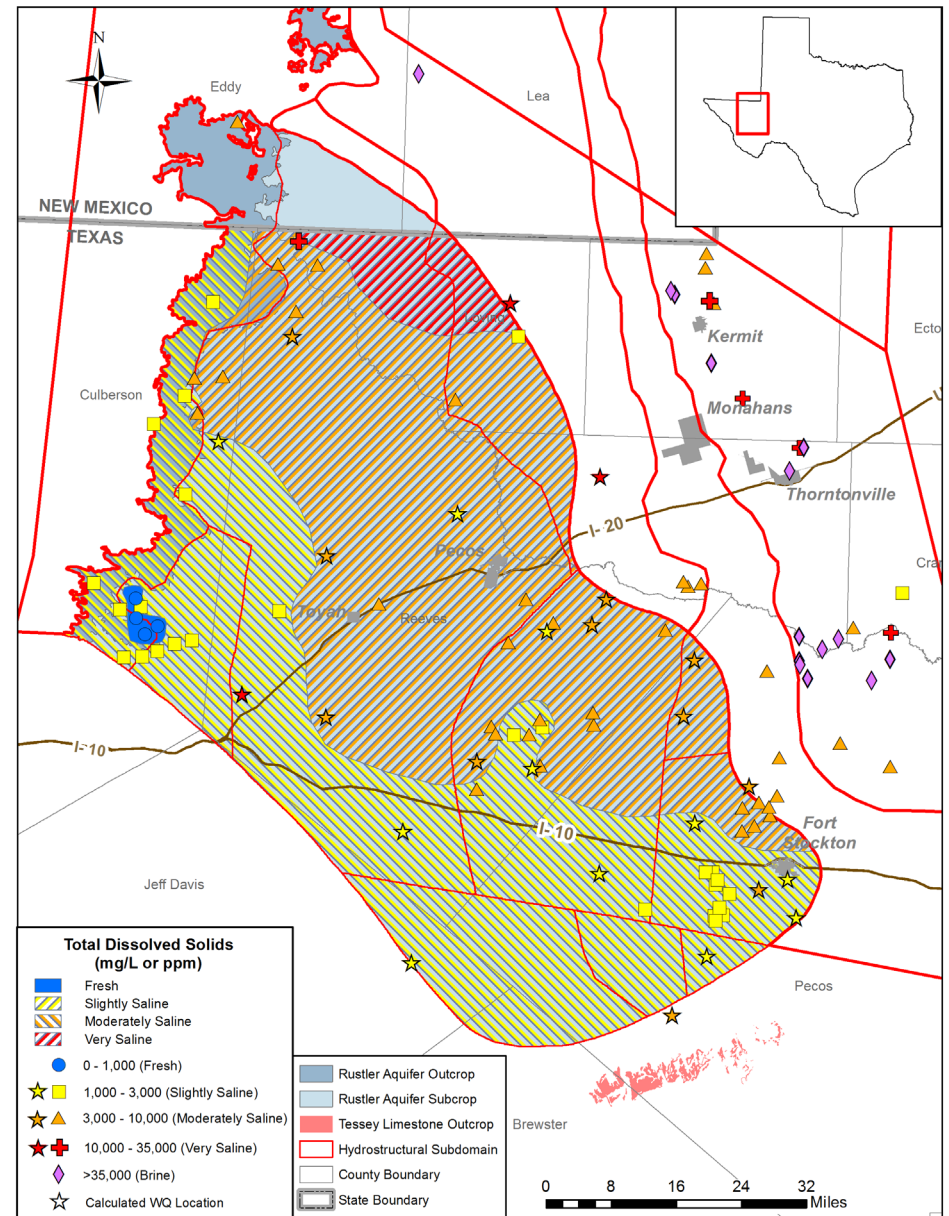 N
Eddy
Lea
NEW MEXICO
TEXAS
Kermit
Ecto
Culberson
Monahans
Thorntonville
I-20
Pecos
Toyah
Reeves
Cra
I-10
I-10
Fort
Stockton
Jeff Davis
Pecos
Brewster
Total Dissolved Solids
(mg/L or ppm)
Fresh
Slightly Saline
Moderately Saline
Very Saline
0 - 1,000 (Fresh)
1,000 - 3,000 (Slightly Saline)
3,000 - 10,000 (Moderately Saline)
10,000 - 35,000 (Very Saline)
>35,000 (Brine)
Calculated WQ Location
Rustler Aquifer Outcrop
Rustler Aquifer Subcrop
Tessey Limestone Outcrop
Hydrostructural Subdomain
County Boundary
State Boundary
0 8 16 24 32
Miles